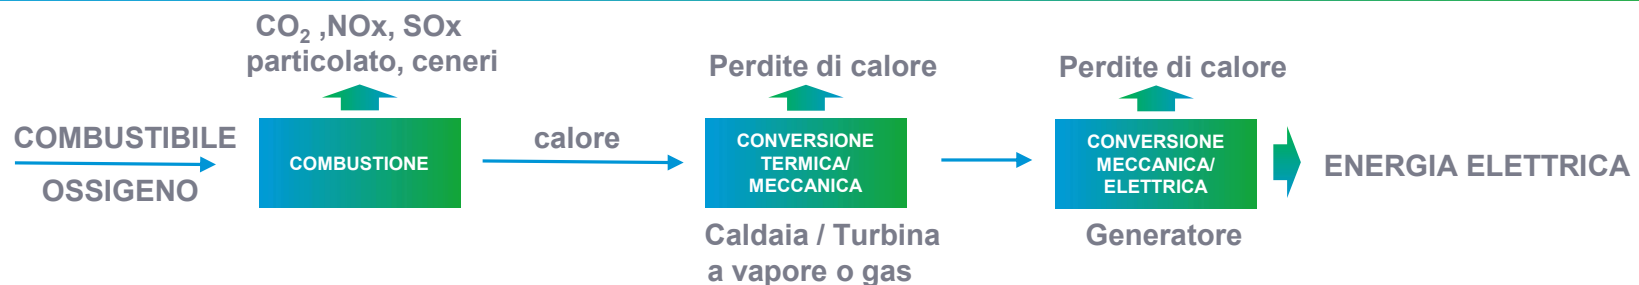 CO₂ ,NOx, SOx
particolato, ceneri
Perdite di calore
Perdite di calore
COMBUSTIBILE
OSSIGENO
COMBUSTIONE
calore
CONVERSIONE
TERMICA/
MECCANICA
CONVERSIONE
MECCANICA/
ELETTRICA
ENERGIA ELETTRICA
Caldaia / Turbina
a vapore o gas
Generatore